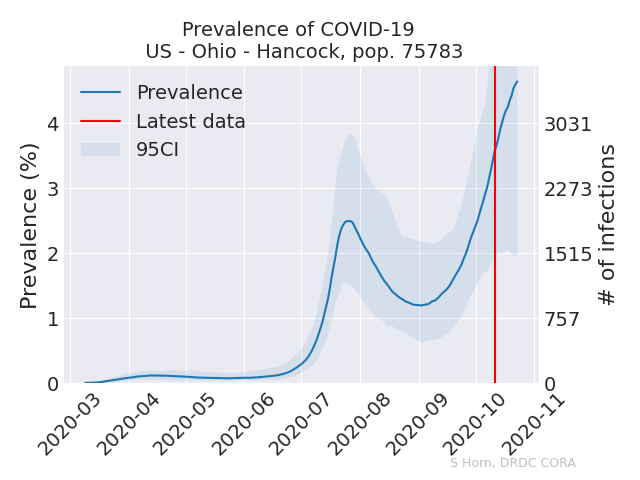 Prevalence of COVID-19
US - Ohio - Hancock, pop. 75783
Prevalence
Latest data
95CI
Prevalence (%)
4
3
2
1
0
3031
2273
1515
757
0
# of infections
2020-03
2020-04
2020-05
2020-06
2020-07
2020-08
2020-09
2020-10
2020-11
S Horn, DRDC CORA